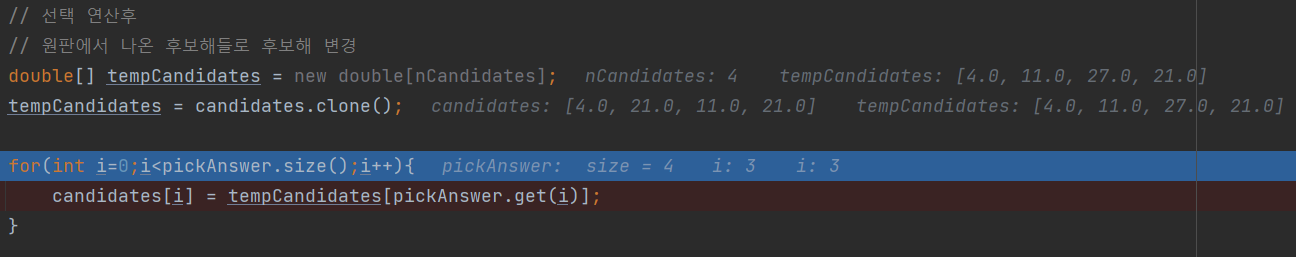 // 선택 연산후
// 원판에서 나온 후보해들로 후보해 변경
double[] tempCandidates = new double[nCandidates]; nCandidates: 4 tempCandidates: [4.0, 11.0, 27.0, 21.0]
tempCandidates = candidates.clone(); candidates: [4.0, 21.0, 11.0, 21.0] tempCandidates: [4.0, 11.0, 27.0, 21.0]
for(int i=0;i<pickAnswer.size();i++){ pickAnswer: size = 4 i: 3 i: 3
candidates[i] = tempCandidates[pickAnswer.get(i)];
}